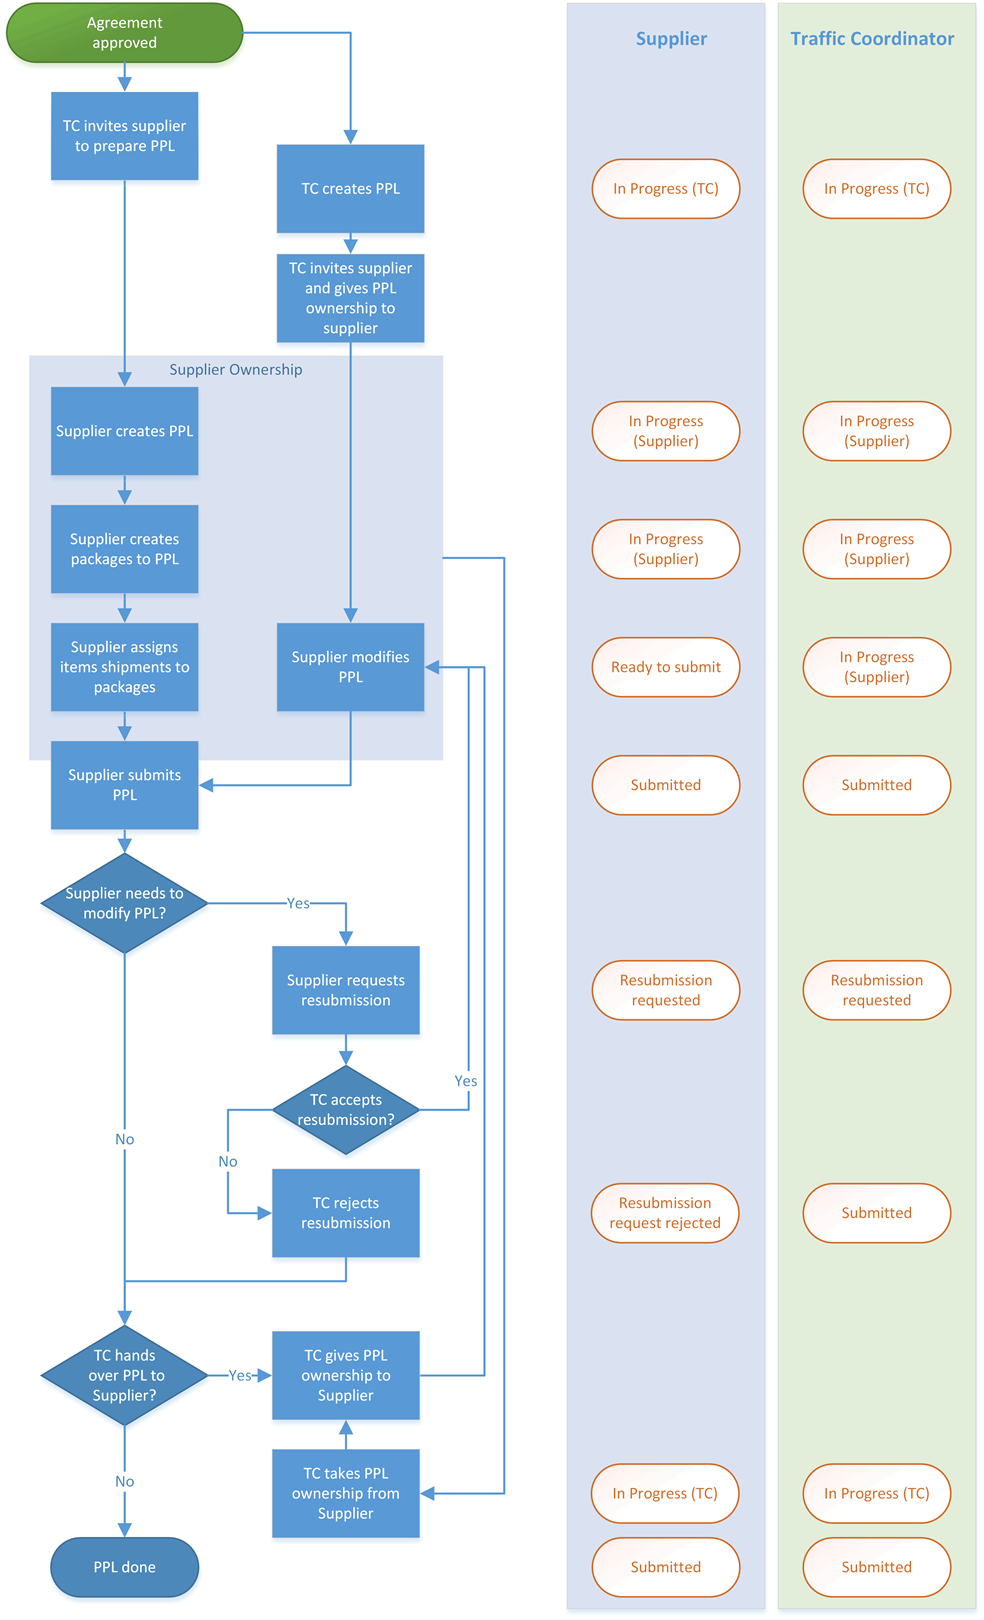 Agreement
approved
TC invites supplier
to prepare PPL
TC creates PPL
TC invites supplier
and gives PPL
ownership to
supplier
Supplier Ownership
Supplier creates PPL
Supplier creates
packages to PPL
Supplier assigns
items shipments to
packages
Supplier modifies
PPL
Supplier submits
PPL
Supplier needs to
modify PPL?
Yes
Supplier requests
resubmission
TC accepts
resubmission?
Yes
No
No
TC rejects
resubmission
TC hands
over PPL to
Supplier?
Yes
TC gives PPL
ownership to
Supplier
No
TC takes PPL
ownership from
Supplier
PPL done
Supplier
In Progress (TC)
In Progress
(Supplier)
In Progress
(Supplier)
Ready to submit
Submitted
Resubmission
requested
Resubmission
request rejected
In Progress (TC)
Submitted
Traffic Coordinator
In Progress (TC)
In Progress
(Supplier)
In Progress
(Supplier)
In Progress
(Supplier)
Submitted
Resubmission
requested
Submitted
In Progress (TC)
Submitted